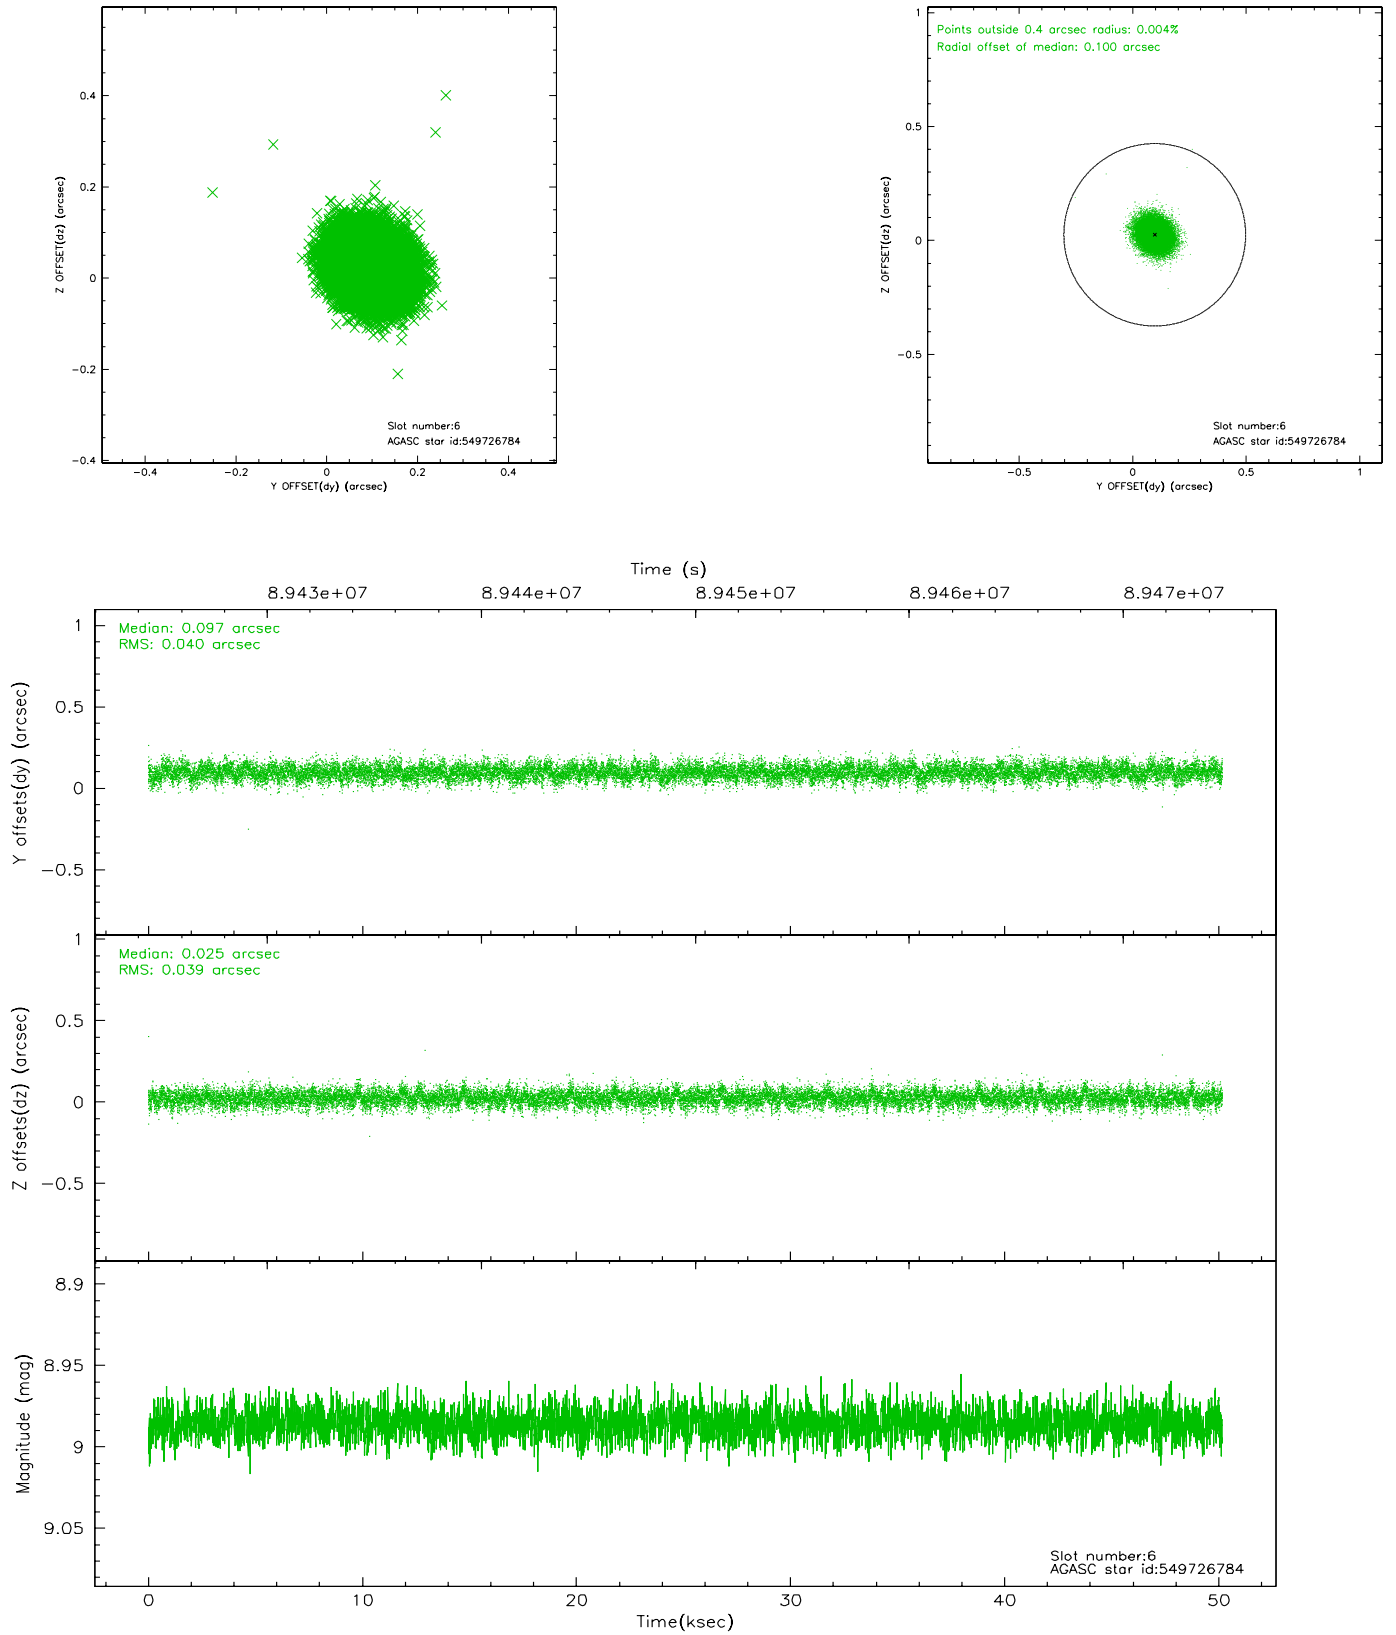 0.4
0.2
0
−0.2
−0.4
Z OFFSET(dz) (arcsec)
Slot number:6
AGASC star id:549726784
−0.4
−0.2
0
0.2
0.4
Y OFFSET(dy) (arcsec)
1
0.5
0
−0.5
Z OFFSET(dz) (arcsec)
Points outside 0.4 arcsec radius: 0.004%
Radial offset of median: 0.100 arcsec
Slot number:6
AGASC star id:549726784
−0.5
0
0.5
1
Y OFFSET(dy) (arcsec)
Time (s)
8.943e+07
8.944e+07
8.945e+07
8.946e+07
8.947e+07
1
0.5
0
−0.5
Y offsets(dy) (arcsec)
Median: 0.097 arcsec
RMS: 0.040 arcsec
1
0.5
0
−0.5
Z offsets(dz) (arcsec)
Median: 0.025 arcsec
RMS: 0.039 arcsec
8.9
8.95
9
9.05
Magnitude (mag)
Slot number:6
AGASC star id:549726784
0
10
20
30
40
50
Time(ksec)